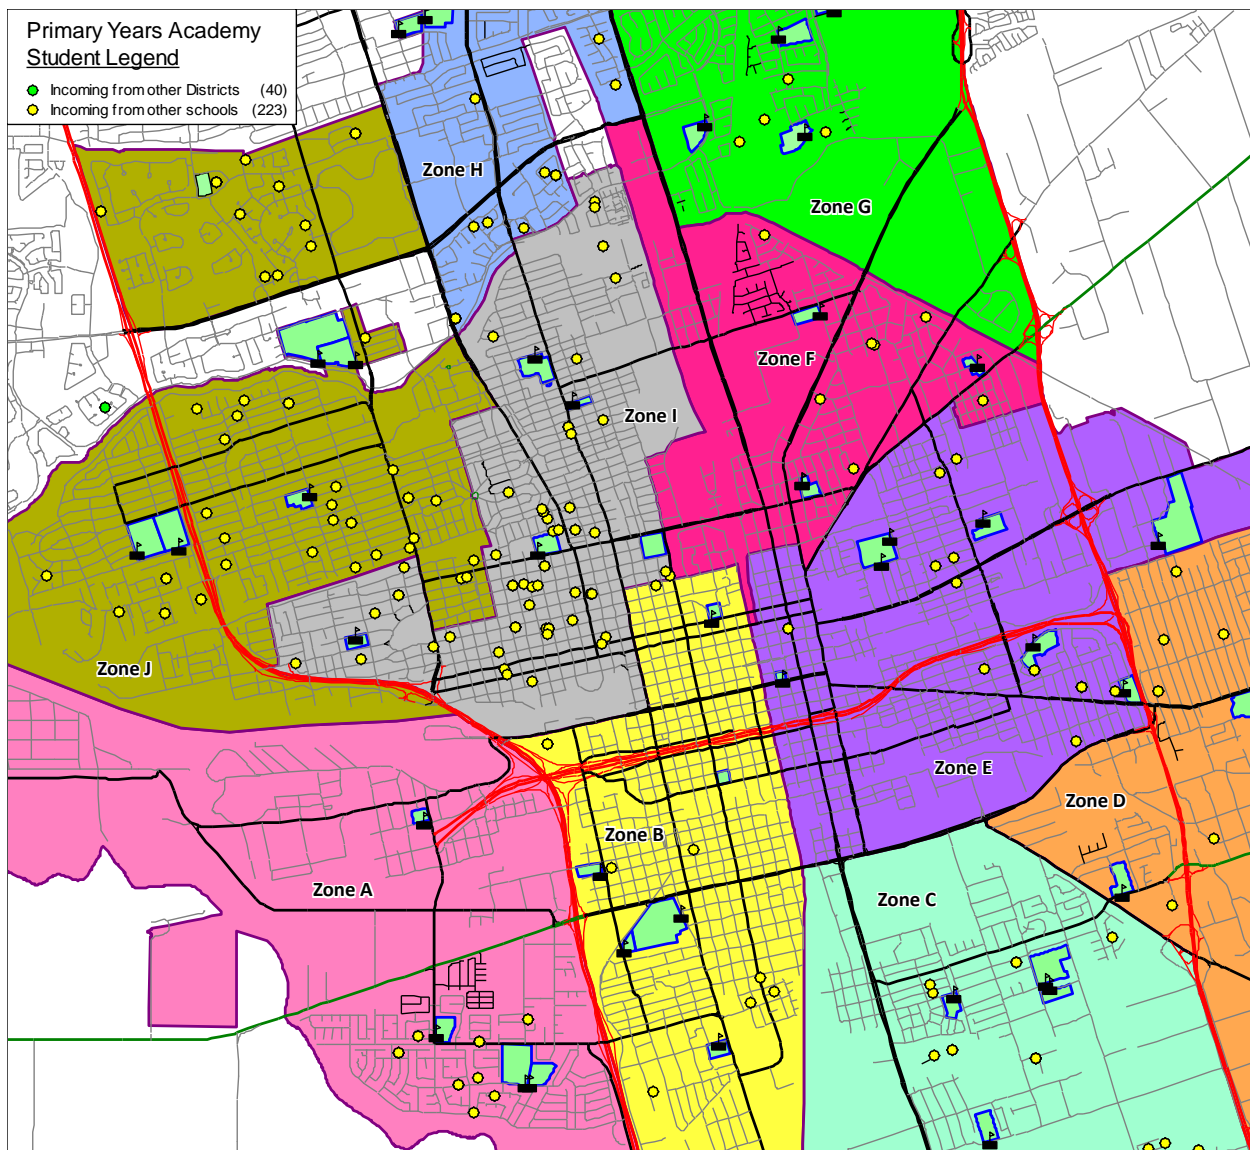 Primary Years Academy
Student Legend
Incoming from other Districts (40)
Incoming from other schools (223)
Zone H
Zone G
Zone F
Zone I
Zone J
Zone E
Zone D
Zone B
Zone A
Zone C